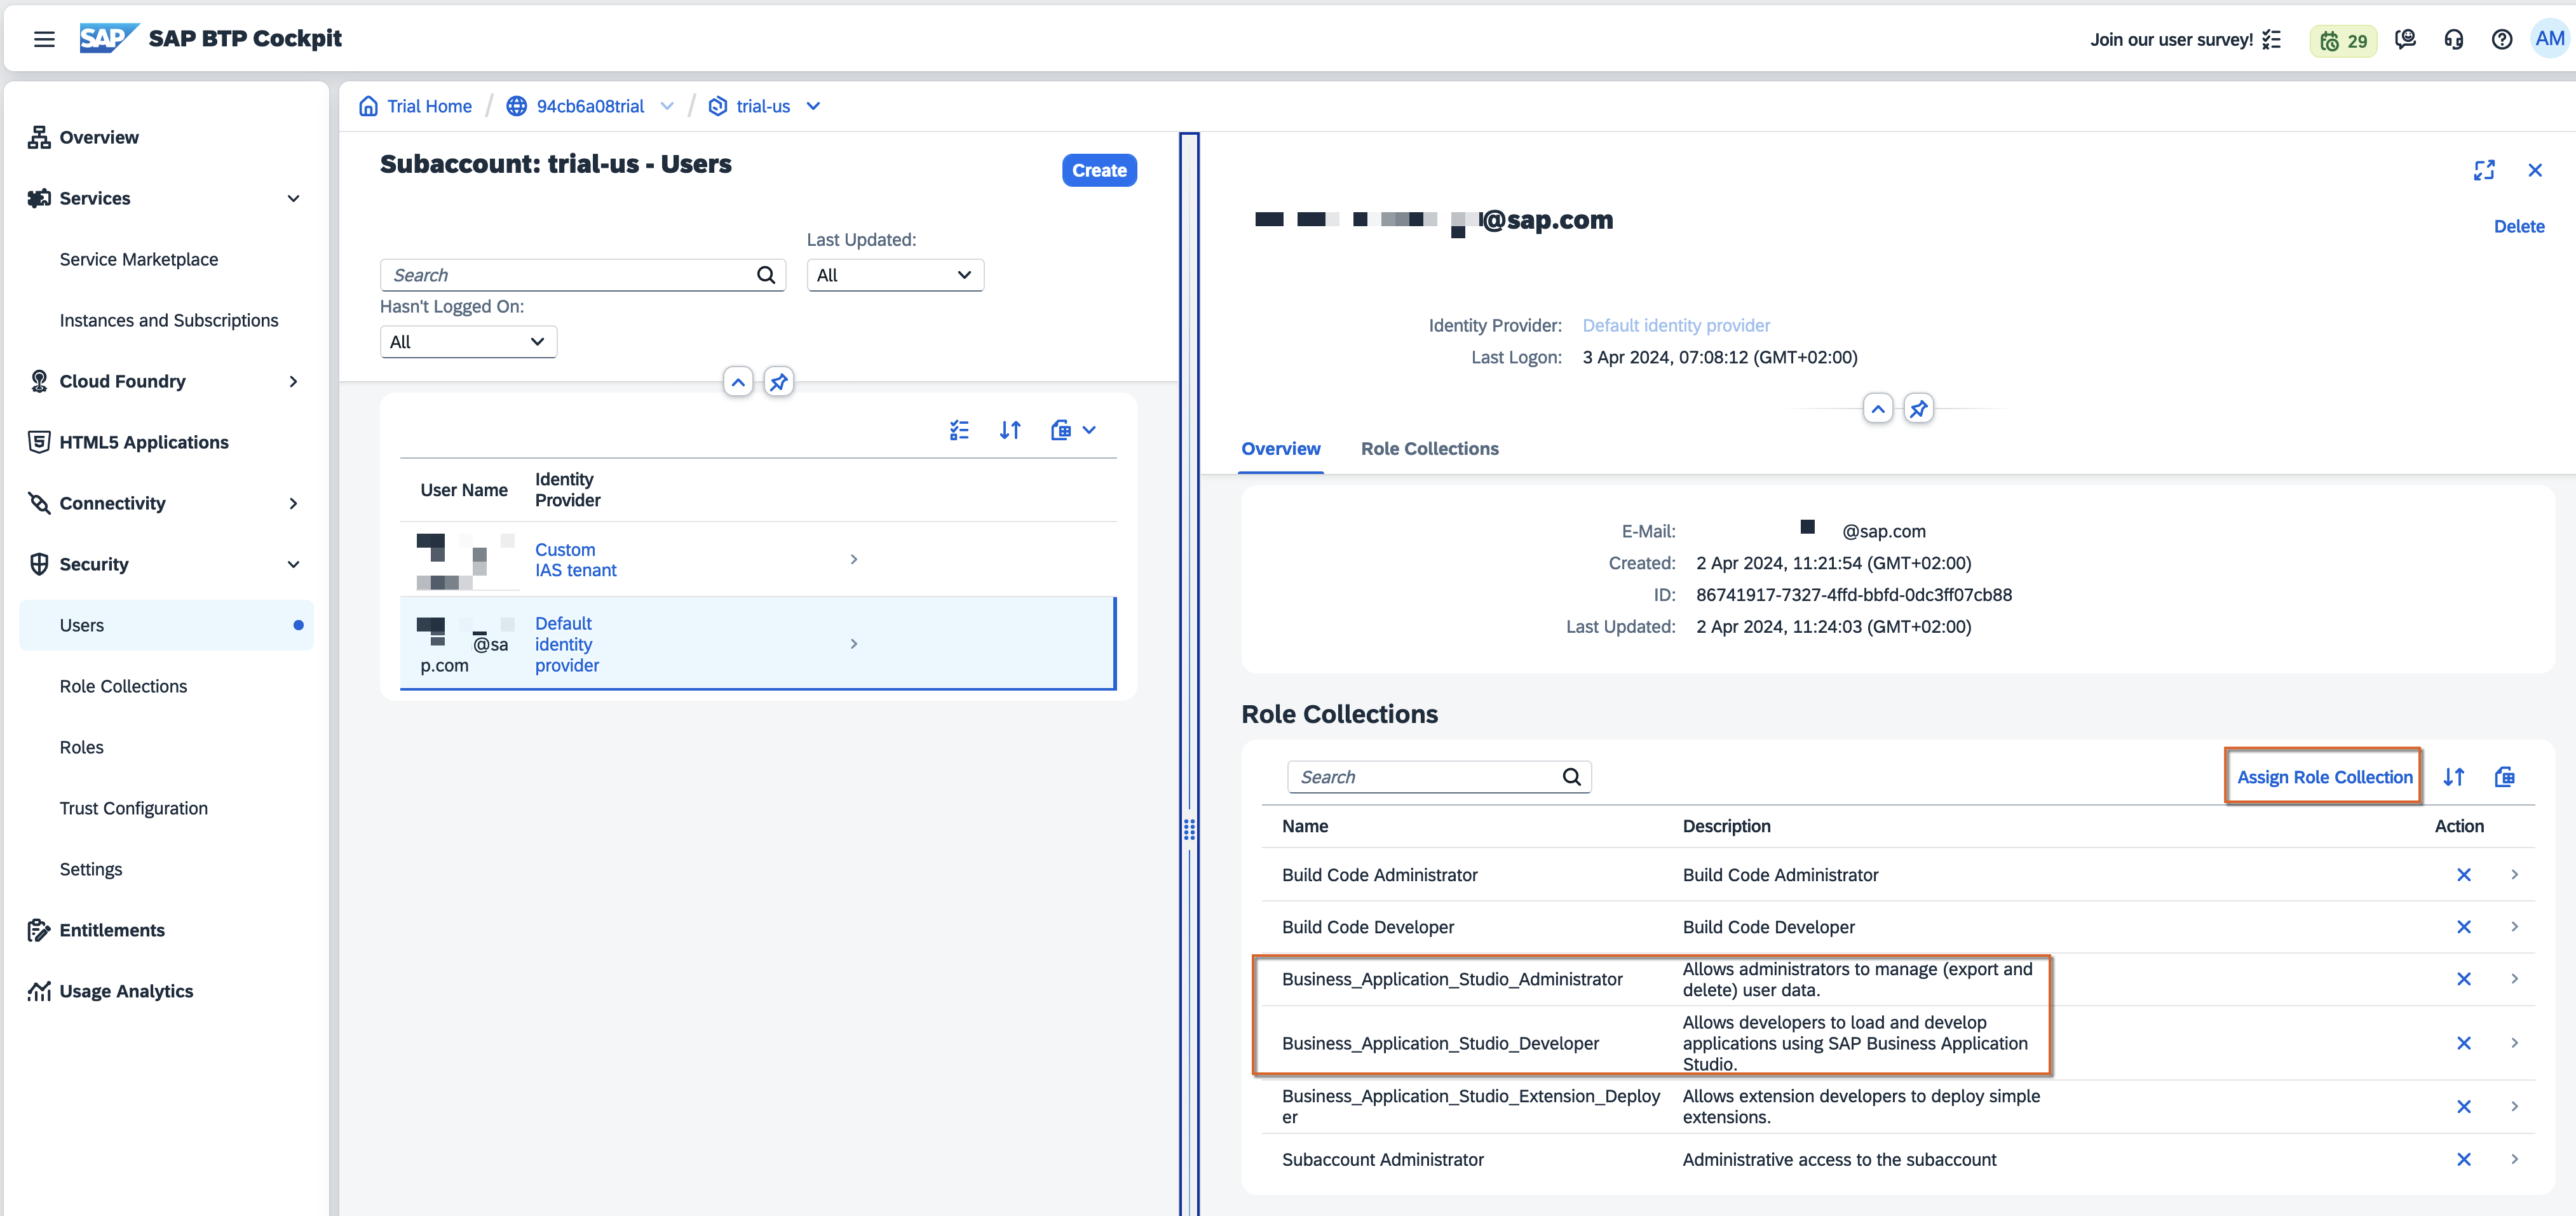 SAP SAP BTP Cockpit
Join our user survey!
29
AM
Overview
Services
Service Marketplace
Instances and Subscriptions
Cloud Foundry
HTML5 Applications
Connectivity
Security
Users
Role Collections
Roles
Trust Configuration
Settings
Entitlements
Usage Analytics
Trial Home / 94cb6a08trial / trial-us
Subaccount: trial-us - Users
Create
Last Updated:
Search
All
Hasn't Logged On:
All
User Name
Identity
Provider
Custom
IAS tenant
@sa
p.com
Default
identity
provider
@sap.com
Delete
Identity Provider: Default identity provider
Last Logon: 3 Apr 2024, 07:08:12 (GMT+02:00)
Overview
Role Collections
E-Mail: @sap.com
Created: 2 Apr 2024, 11:21:54 (GMT+02:00)
ID: 86741917-7327-4ffd-bbfd-0dc3ff07cb88
Last Updated: 2 Apr 2024, 11:24:03 (GMT+02:00)
Role Collections
Search
Assign Role Collection
Name Description Action
Build Code Administrator Build Code Administrator
Build Code Developer Build Code Developer
Business_Application_Studio_Administrator
Allows administrators to manage (export and
delete) user data.
Business_Application_Studio_Developer
Allows developers to load and develop
applications using SAP Business Application
Studio.
Business_Application_Studio_Extension_Deploy
er
Allows extension developers to deploy simple
extensions.
Subaccount Administrator Administrative access to the subaccount